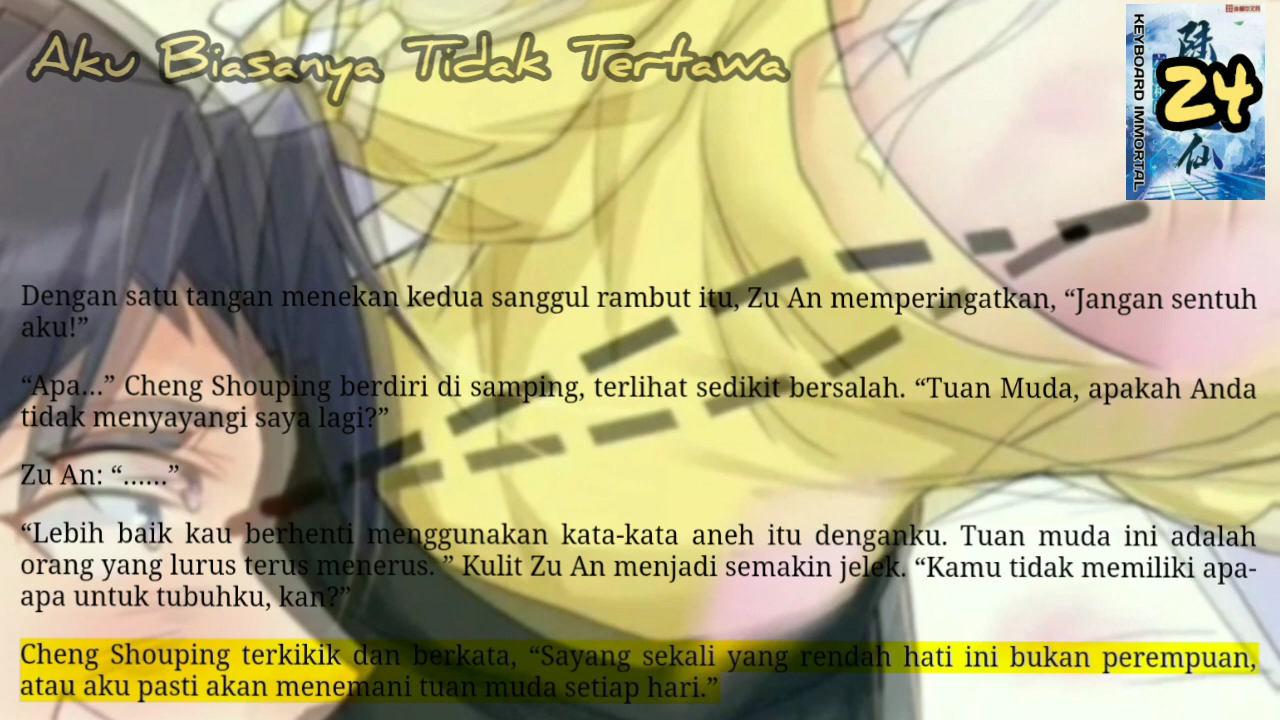 Aku Biasanya Tidak Tertawa
KEYBOARD IMMORTAL
24
仙
Dengan satu tangan menekan kedua sanggul rambut itu, Zu An memperingatkan, “Jangan sentuh
aku!”
“Apa...” Cheng Shouping berdiri di samping, terlihat sedikit bersalah. “Tuan Muda, apakah Anda
tidak menyayangi saya lagi?”
Zu An: “......”
“Lebih baik kau berhenti menggunakan kata-kata aneh itu denganku. Tuan muda ini adalah
orang yang lurus terus menerus. ” Kulit Zu An menjadi semakin jelek. “Kamu tidak memiliki apa-
apa untuk tubuhku, kan?”
Cheng Shouping terkikik dan berkata, “Sayang sekali yang rendah hati ini bukan perempuan,
atau aku pasti akan menemani tuan muda setiap hari.”